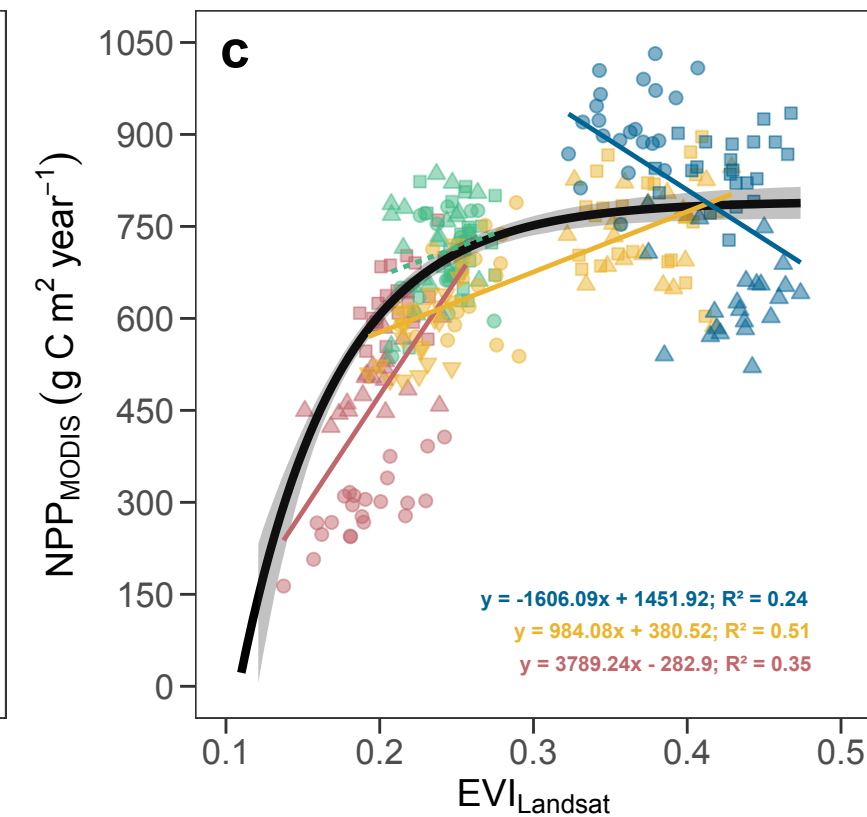 c
1050
900
750
600
450
300
150
0
NPP_MODIS (g C m² year⁻¹)
y = -1606.09x + 1451.92; R² = 0.24
y = 984.08x + 380.52; R² = 0.51
y = 3789.24x - 282.9; R² = 0.35
0.1 0.2 0.3 0.4 0.5
EVI_Landsat